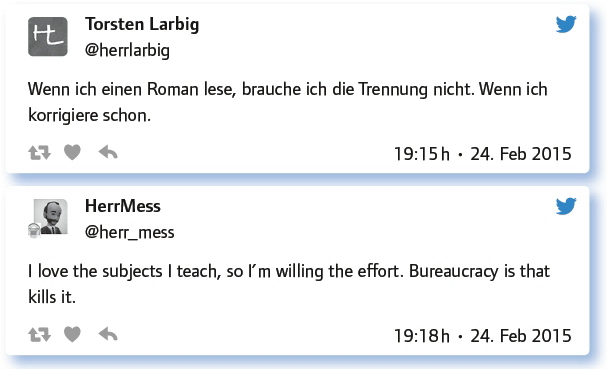 Torsten Larbig
@herrlarbig
Wenn ich einen Roman lese, brauche ich die Trennung nicht. Wenn ich
korrigiere schon.
19:15 h • 24. Feb 2015
HerrMess
@herr_mess
I love the subjects I teach, so I'm willing the effort. Bureaucracy is that
kills it.
19:18 h • 24. Feb 2015